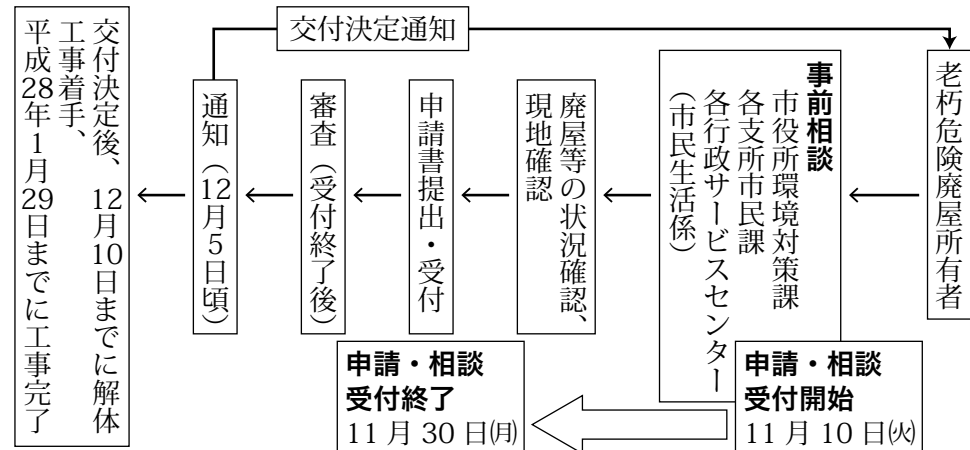 交付決定通知
老朽危険廃屋所有者
事前相談
市役所環境対策課
各支所市民課
各行政サービスセンター
(市民生活係)
廃屋等の状況確認、
現地確認
申請書提出・受付
審査(受付終了後)
通知(12月5日頃)
交付決定後、12月10日までに解体
工事着手、
平成28年1月29日までに工事完了
申請・相談
受付開始
11月10日㈫
申請・相談
受付終了
11月30日㈪